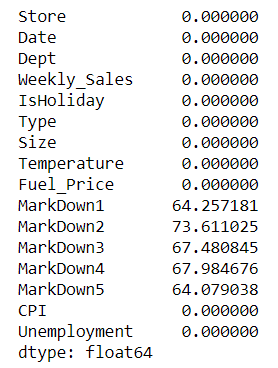 Store 0.000000
Date 0.000000
Dept 0.000000
Weekly_Sales 0.000000
IsHoliday 0.000000
Type 0.000000
Size 0.000000
Temperature 0.000000
Fuel_Price 0.000000
MarkDown1 64.257181
MarkDown2 73.611025
MarkDown3 67.480845
MarkDown4 67.984676
MarkDown5 64.079038
CPI 0.000000
Unemployment 0.000000
dtype: float64